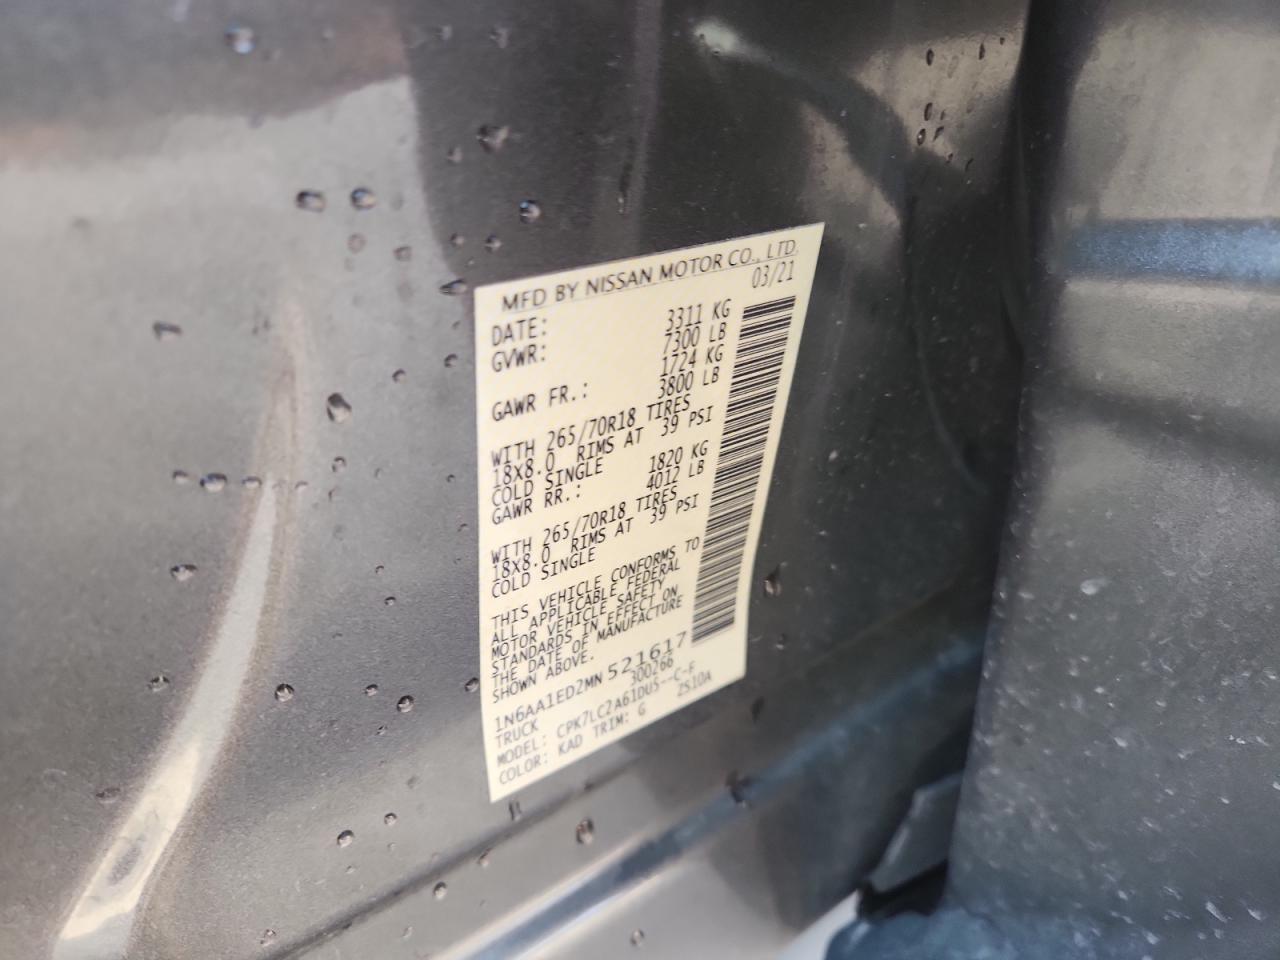 MFD BY NISSAN MOTOR CO., LTD.
DATE: 03/21
GVWR: 3311 KG
7300 LB
GAWR FR.: 1724 KG
3800 LB
WITH 265/70R18 TIRES
18X8.0 RIMS AT 39 PSI
COLD SINGLE
GAWR RR.: 1820 KG
4012 LB
WITH 265/70R18 TIRES
18X8.0 RIMS AT 39 PSI
COLD SINGLE
THIS VEHICLE CONFORMS TO
ALL APPLICABLE FEDERAL
MOTOR VEHICLE SAFETY
STANDARDS IN EFFECT ON
THE DATE OF MANUFACTURE
SHOWN ABOVE.
1N6AA1ED2MN 521617
TRUCK 300266
MODEL: CPK7LC2A61DU5--C-F
COLOR: KAD TRIM: G 2S10A